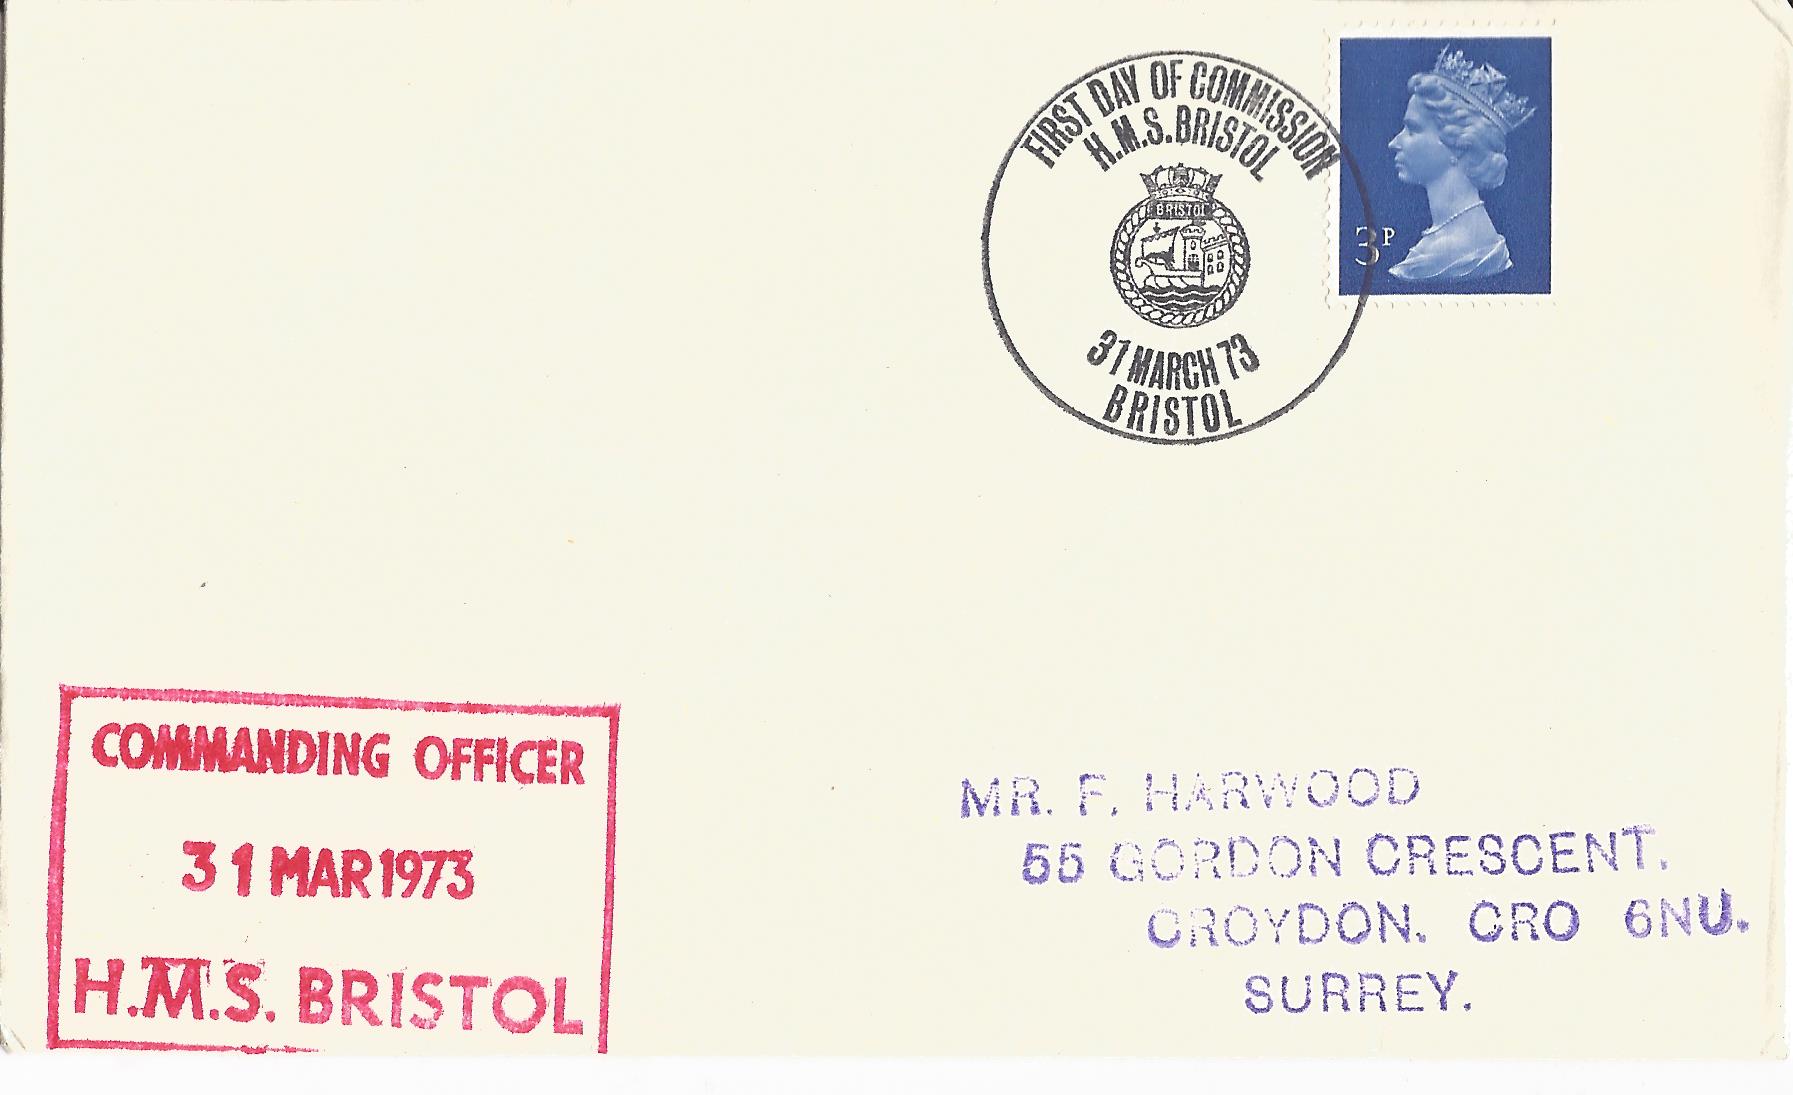 FIRST DAY OF COMMISSION
H.M.S. BRISTOL
BRISTOL
31 MARCH 73
BRISTOL
3P
COMMANDING OFFICER
31 MAR 1973
H.M.S. BRISTOL
MR. F. HARWOOD
55 GORDON CRESCENT.
CROYDON. CRO 6NU.
SURREY.